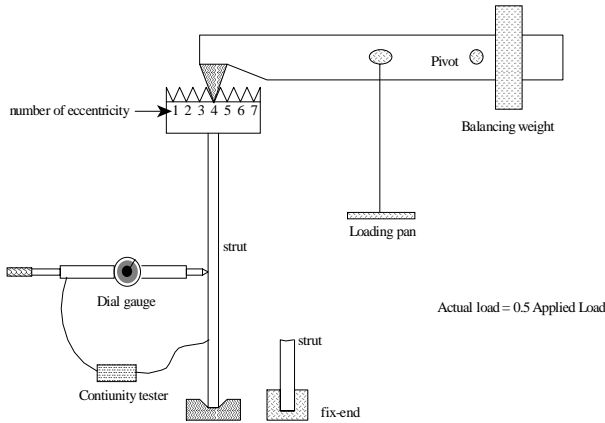 Pivot
number of eccentricity
1 2 3 4 5 6 7
Balancing weight
Loading pan
strut
Dial gauge
Actual load = 0.5 Applied Load
strut
Contiunity tester
fix-end